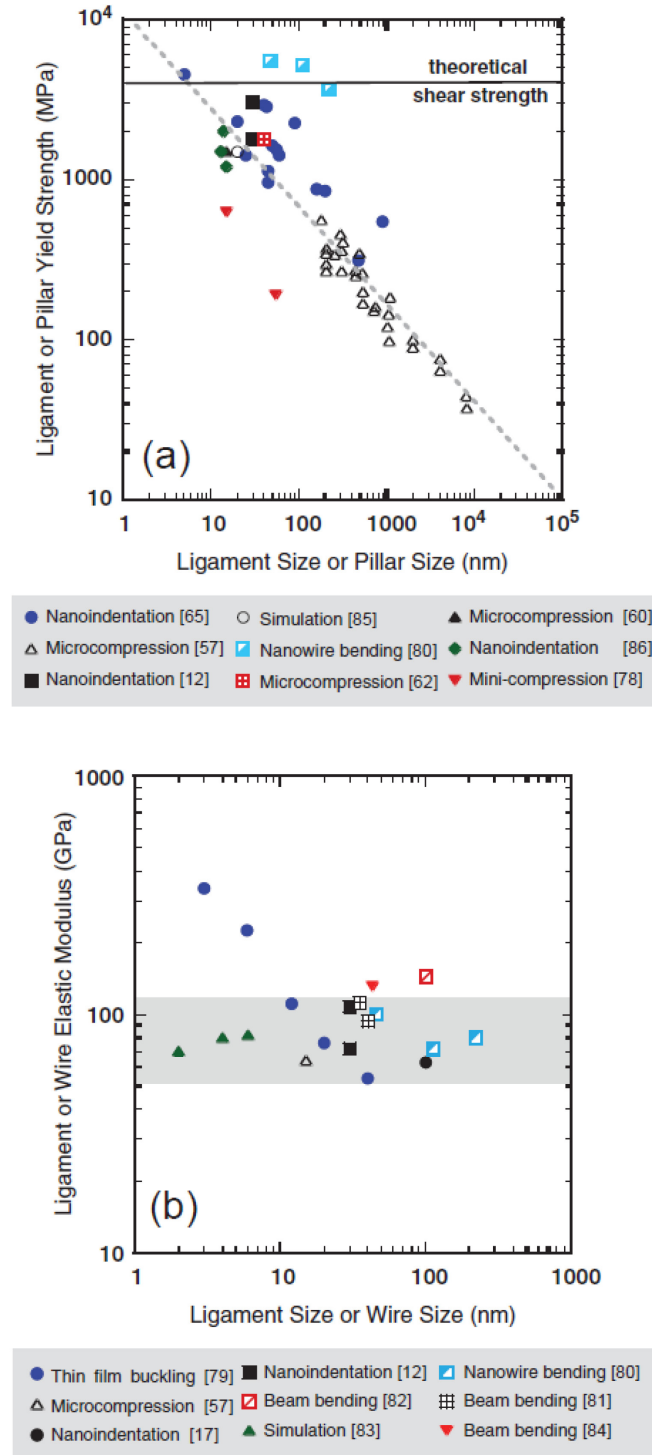 10⁴
theoretical
shear strength
1000
100
10
(a)
1 10 100 1000 10⁴ 10⁵
Ligament or Pillar Yield Strength (MPa)
Ligament Size or Pillar Size (nm)
Nanoindentation [65] Simulation [85] Microcompression [60]
Microcompression [57] Nanowire bending [80] Nanoindentation [86]
Nanoindentation [12] Microcompression [62] Mini-compression [78]
1000
100
10
(b)
1 10 100 1000
Ligament or Wire Elastic Modulus (GPa)
Ligament Size or Wire Size (nm)
Thin film buckling [79] Nanoindentation [12] Nanowire bending [80]
Microcompression [57] Beam bending [82] Beam bending [81]
Nanoindentation [17] Simulation [83] Beam bending [84]